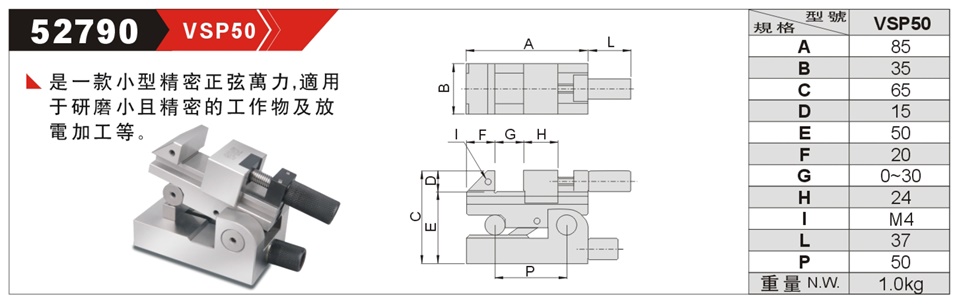 52790
VSP50
是一款小型精密正弦萬力,適用
于研磨小且精密的工作物及放
電加工等。
A
L
B
I
F
G
H
D
C
E
P
型號
規格
VSP50
A 85
B 35
C 65
D 15
E 50
F 20
G 0~30
H 24
I M4
L 37
P 50
重量 N.W. 1.0kg